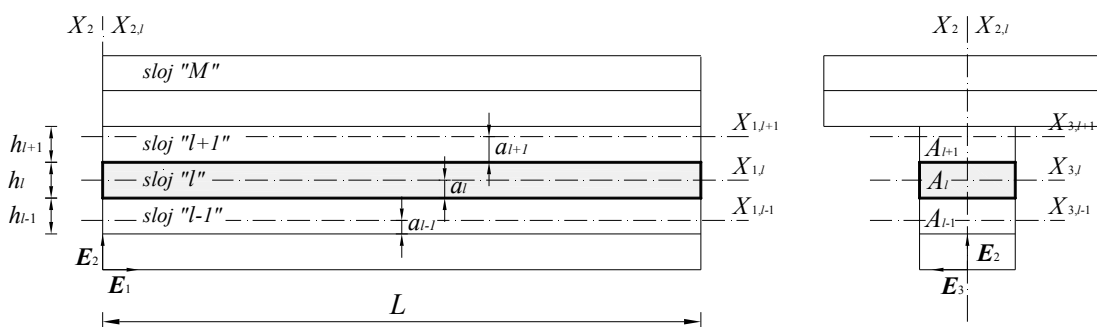 X₂ X₂,l
X₂ X₂,l
sloj "M"
X₁,l+1
X₃,l+1
hl+1
sloj "l+1"
al+1
Al+1
X₁,l
X₃,l
hl
sloj "l"
al
Al
hl-1
sloj "l-1"
al-1
X₁,l-1
Al-1
X₃,l-1
E₂
E₁
E₂
E₃
L